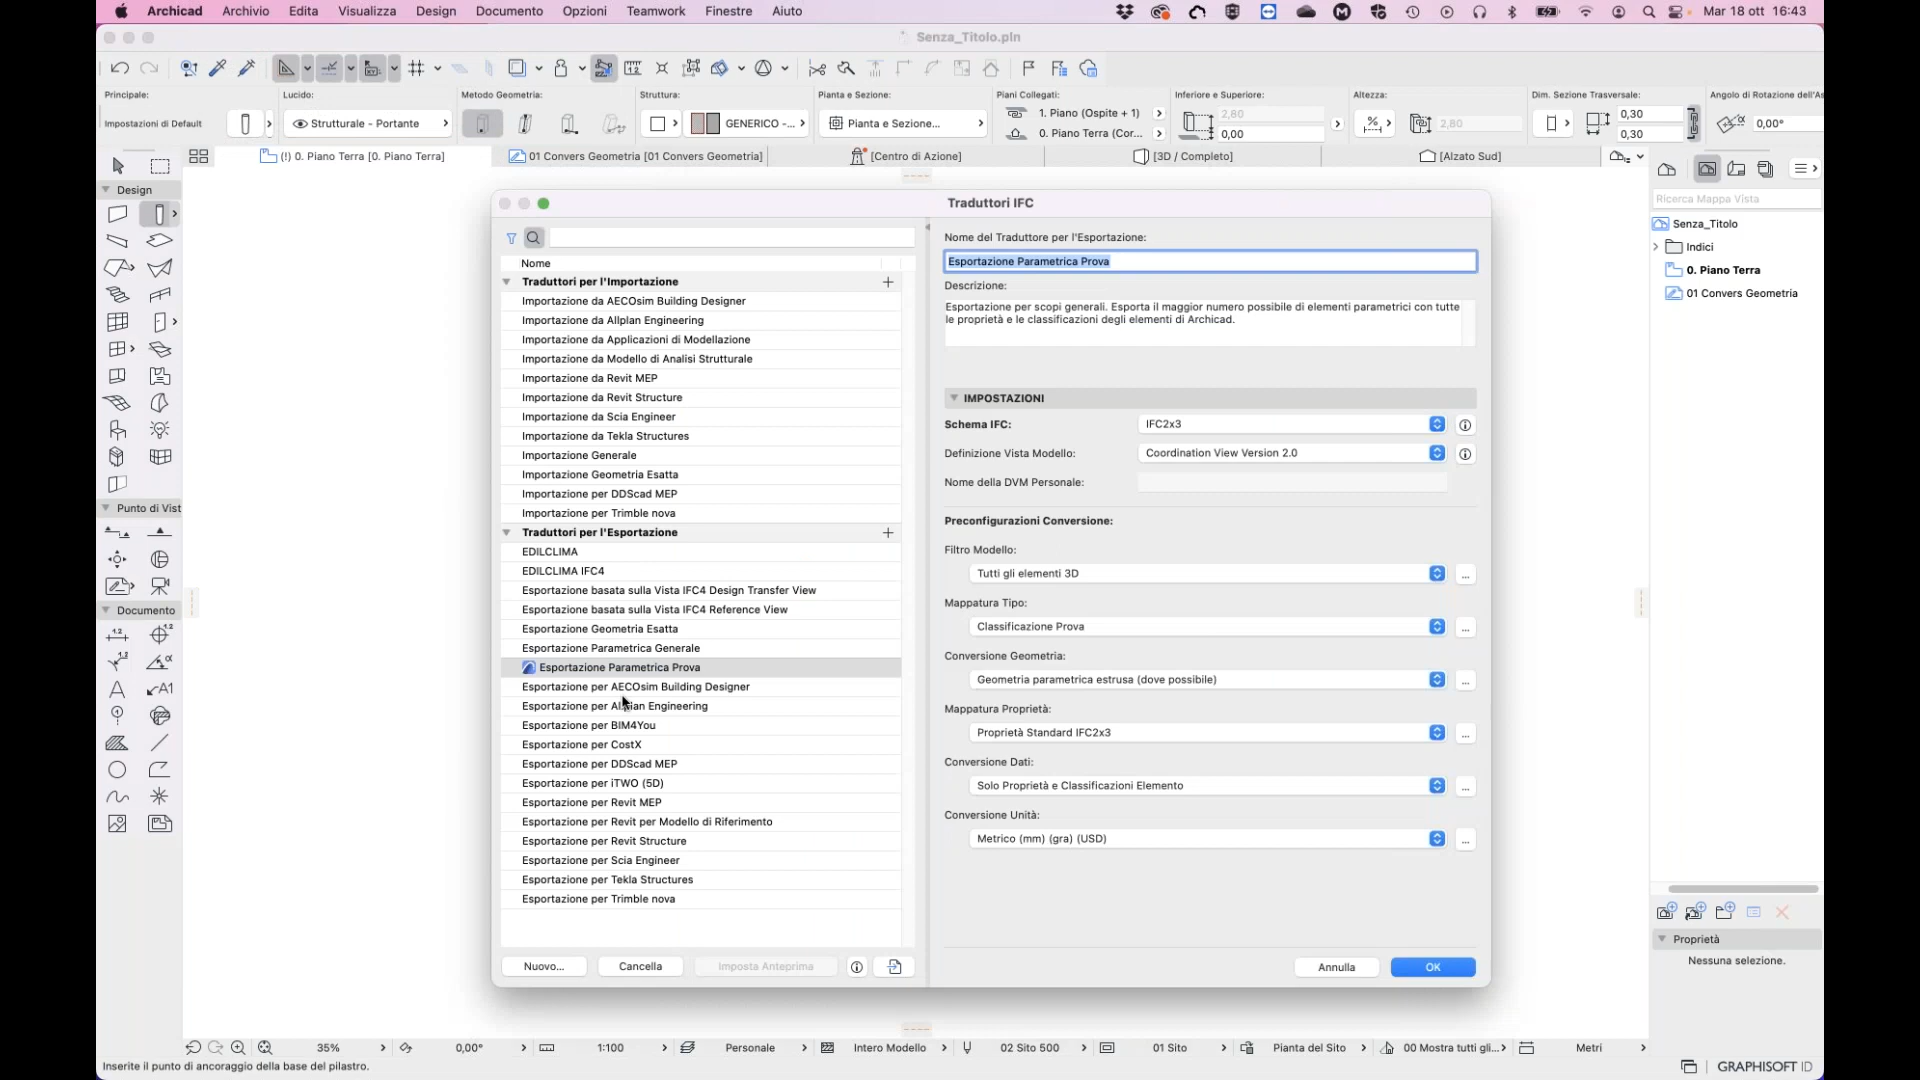 Archicad Archivio Edita Visualizza Design Documento Opzioni Teamwork Finestre Aiuto Mar 18 ott 16:43
Senza_Titolo.pln
Principale: Lucido: Metodo Geometria: Struttura: Pianta e Sezione: Piani Collegati: Inferiore e Superiore: Altezza: Dim. Sezione Trasversale: Angolo di Rotazione dell'As
1. Piano (Ospite + 1) 2,80 0,30
Impostazioni di Default Strutturale - Portante GENERICO -... Pianta e Sezione... 2,80 0,00°
0. Piano Terra (Cor... 0,00 0,30
(!) 0. Piano Terra [0. Piano Terra] 01 Convers Geometria [01 Convers Geometria] [Centro di Azione] [3D / Completo] [Alzato Sud]
Design
Punto di Vist
Documento
Traduttori IFC
Nome
Traduttori per l'Importazione
Importazione da AECOsim Building Designer
Importazione da Allplan Engineering
Importazione da Applicazioni di Modellazione
Importazione da Modello di Analisi Strutturale
Importazione da Revit MEP
Importazione da Revit Structure
Importazione da Scia Engineer
Importazione da Tekla Structures
Importazione Generale
Importazione Geometria Esatta
Importazione per DDScad MEP
Importazione per Trimble nova
Traduttori per l'Esportazione
EDILCLIMA
EDILCLIMA IFC4
Esportazione basata sulla Vista IFC4 Design Transfer View
Esportazione basata sulla Vista IFC4 Reference View
Esportazione Geometria Esatta
Esportazione Parametrica Generale
Esportazione Parametrica Prova
Esportazione per AECOsim Building Designer
Esportazione per Allplan Engineering
Esportazione per BIM4You
Esportazione per CostX
Esportazione per DDScad MEP
Esportazione per iTWO (5D)
Esportazione per Revit MEP
Esportazione per Revit per Modello di Riferimento
Esportazione per Revit Structure
Esportazione per Scia Engineer
Esportazione per Tekla Structures
Esportazione per Trimble nova
Nuovo... Cancella Imposta Anteprima
Nome del Traduttore per l'Esportazione:
Esportazione Parametrica Prova
Descrizione:
Esportazione per scopi generali. Esporta il maggior numero possibile di elementi parametrici con tutte
le proprietà e le classificazioni degli elementi di Archicad.
IMPOSTAZIONI
Schema IFC: IFC2x3
Definizione Vista Modello: Coordination View Version 2.0
Nome della DVM Personale:
Preconfigurazioni Conversione:
Filtro Modello:
Tutti gli elementi 3D ...
Mappatura Tipo:
Classificazione Prova ...
Conversione Geometria:
Geometria parametrica estrusa (dove possibile) ...
Mappatura Proprietà:
Proprietà Standard IFC2x3 ...
Conversione Dati:
Solo Proprietà e Classificazioni Elemento ...
Conversione Unità:
Metrico (mm) (gra) (USD) ...
Annulla OK
Ricerca Mappa Vista
Senza_Titolo
Indici
0. Piano Terra
01 Convers Geometria
Proprietà
Nessuna selezione.
35% 0,00° 1:100 Personale Intero Modello 02 Sito 500 01 Sito Pianta del Sito 00 Mostra tutti gli... Metri
Inserite il punto di ancoraggio della base del pilastro. GRAPHISOFT ID